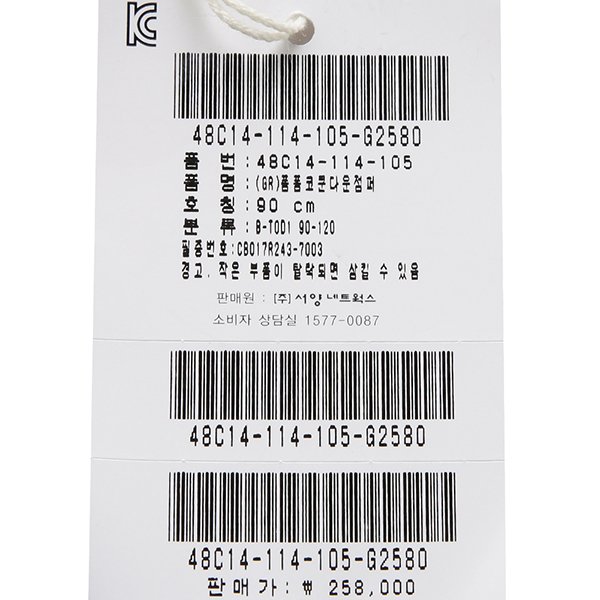 KC
48C14-114-105-G2580
품 번 : 48C14-114-105
품 명 : (GR)폼폼코쿤다운점퍼
호 칭 : 90 cm
분 류 : B-TOD1 90-120
필증번호:CB017R243-7003
경고. 작은 부품이 탈락되면 삼킬 수 있음
판매원 : [주] 서양네트웍스
소비자 상담실 1577-0087
48C14-114-105-G2580
48C14-114-105-G2580
판매가: ₩ 258,000